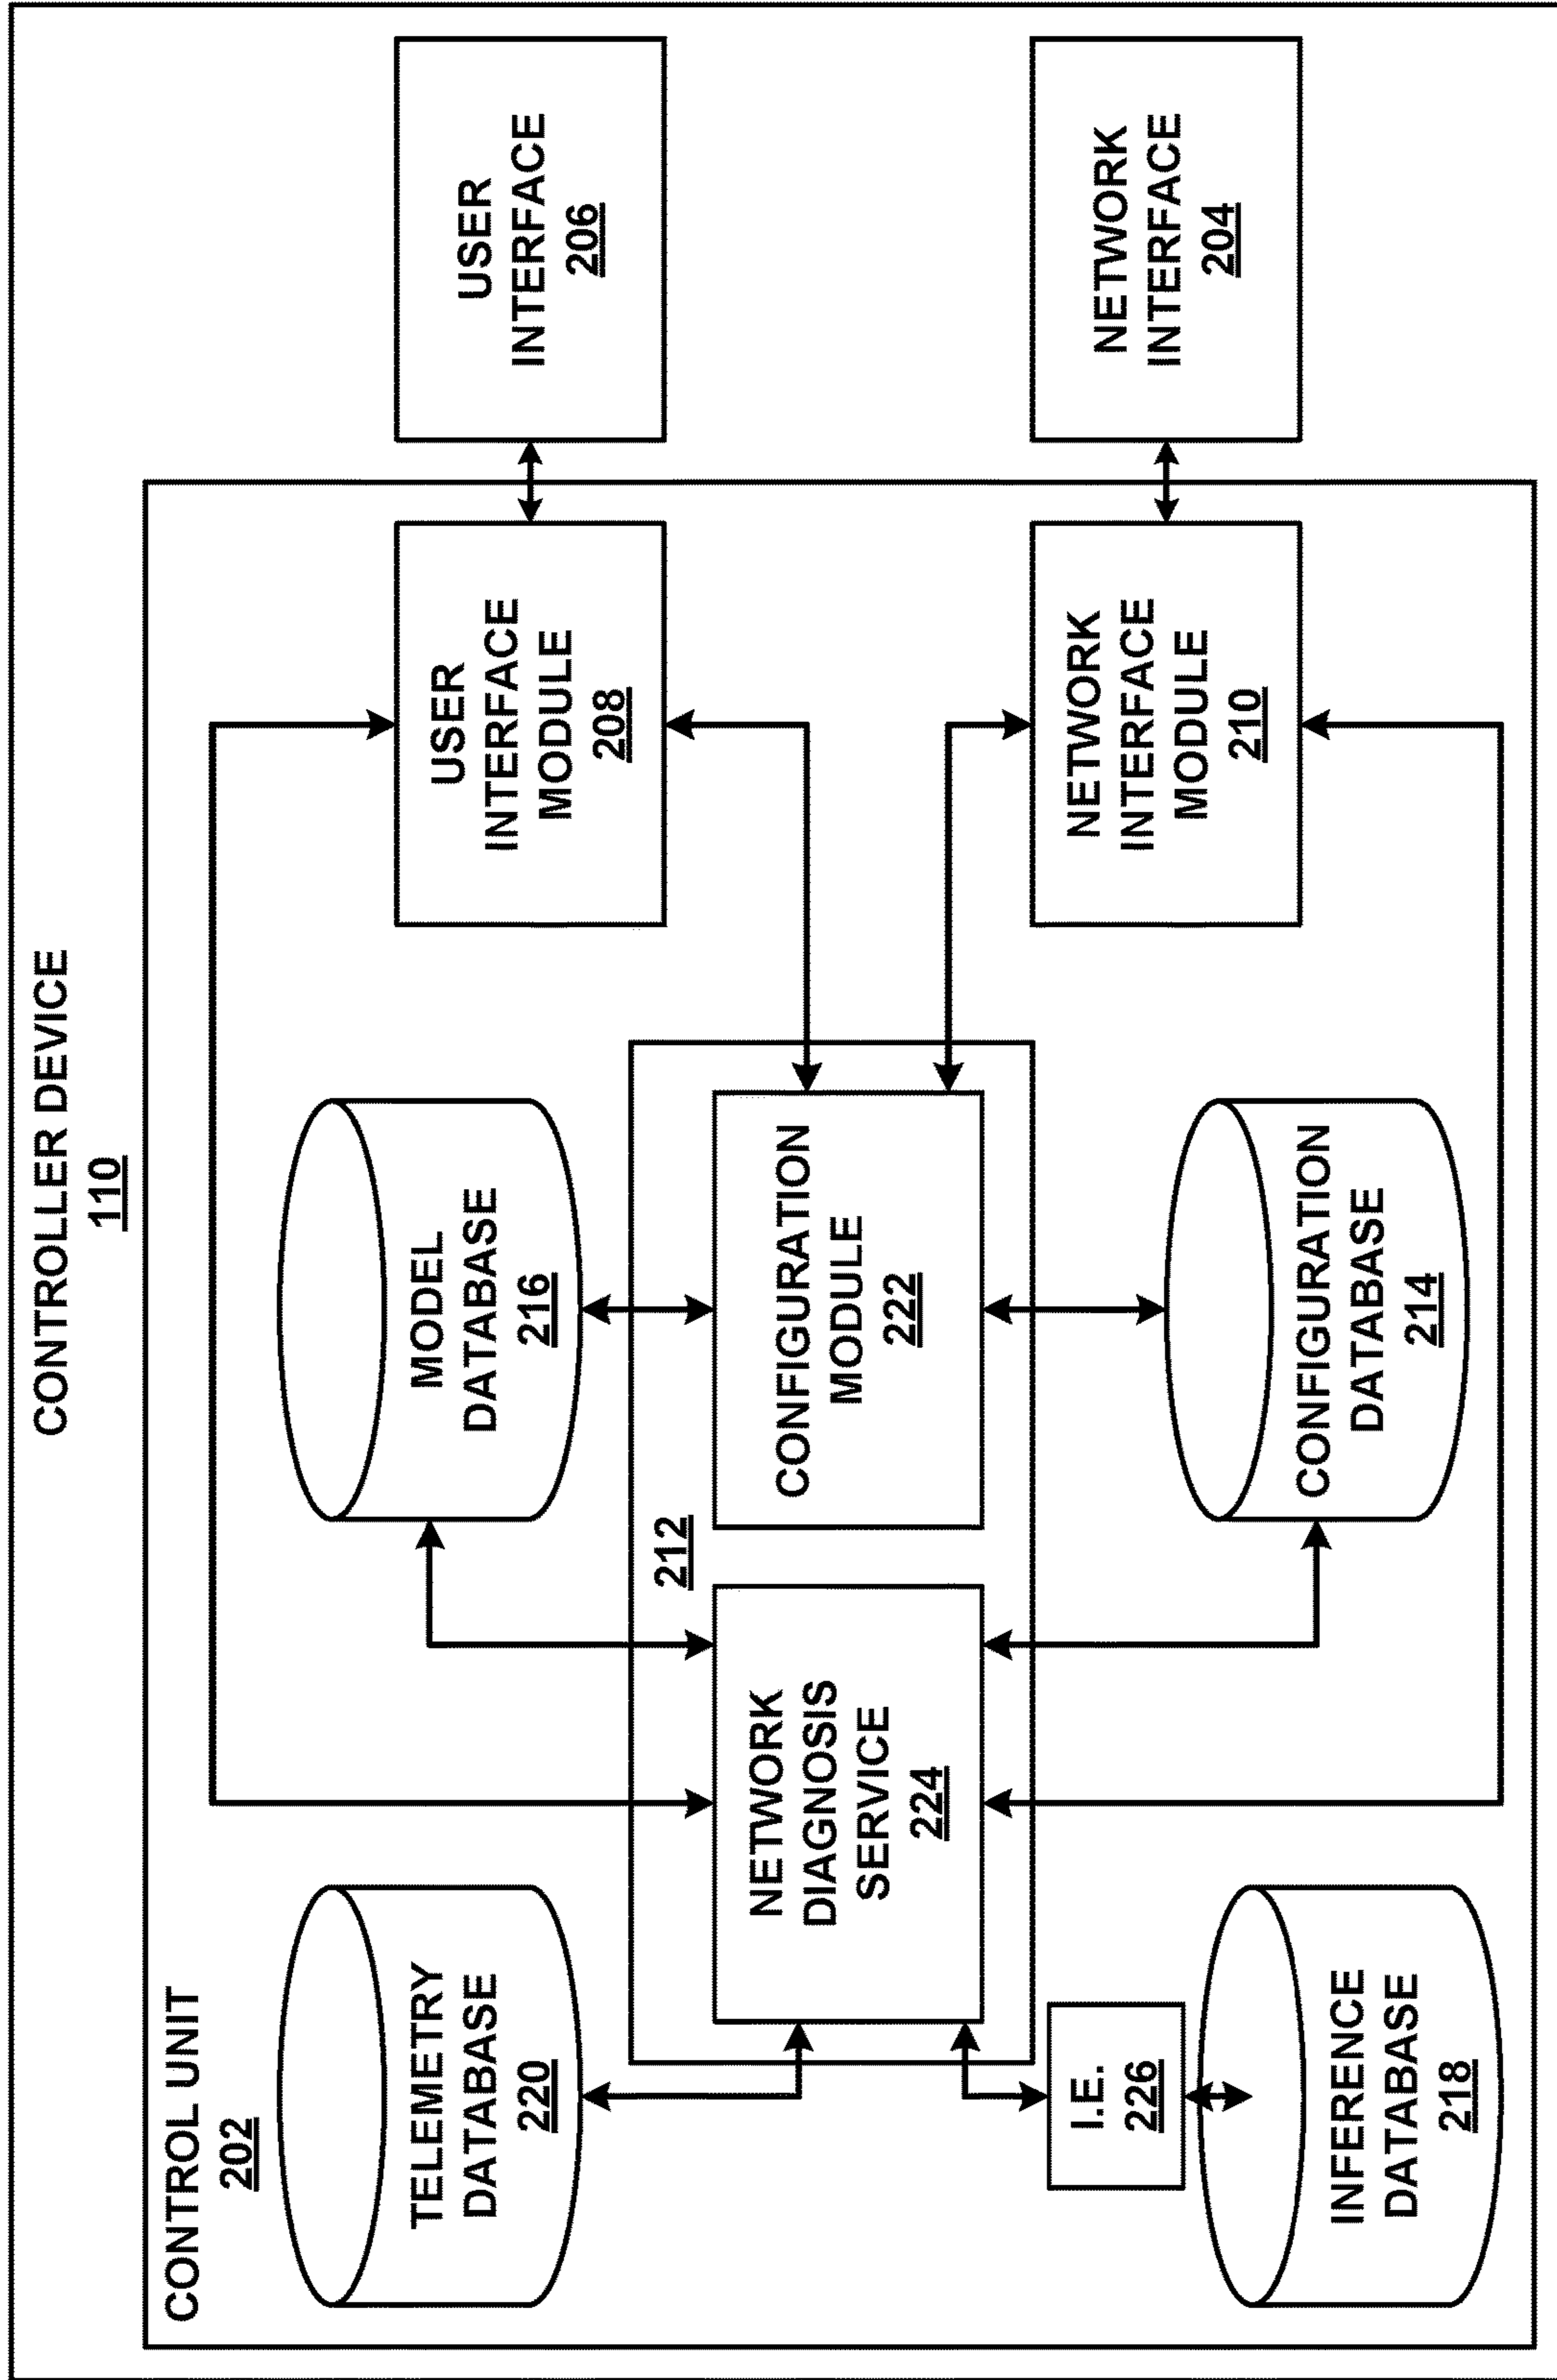 CONTROLLER DEVICE
110
CONTROL UNIT
202
TELEMETRY
DATABASE
220
MODEL
DATABASE
216
USER
INTERFACE
MODULE
208
USER
INTERFACE
206
212
NETWORK
DIAGNOSIS
SERVICE
224
CONFIGURATION
MODULE
222
I.E.
226
INFERENCE
DATABASE
218
CONFIGURATION
DATABASE
214
NETWORK
INTERFACE
MODULE
210
NETWORK
INTERFACE
204